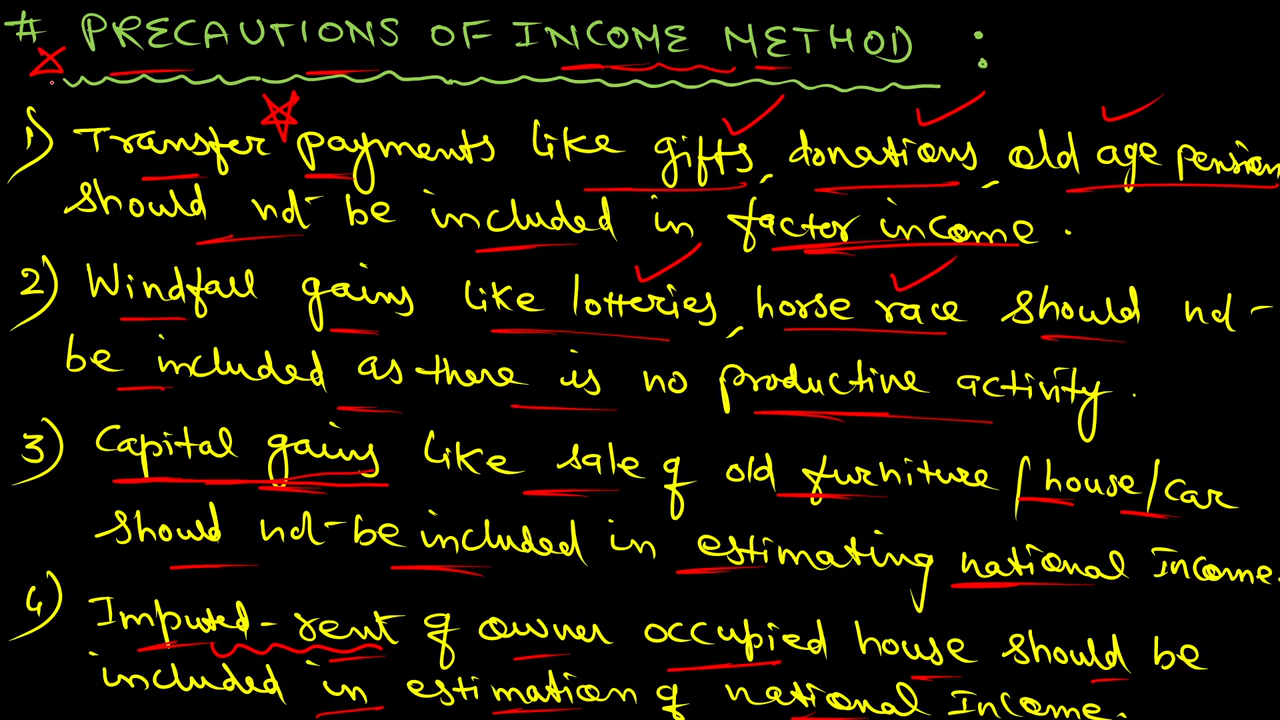 # PRECAUTIONS OF INCOME METHOD :
1) Transfer payments like gifts, donations, old age pension
should not be included in factor income.
2) Windfall gains like lotteries, horse race should not
be included as there is no productive activity.
3) Capital gains like sale of old furniture/house/car
should not be included in estimating national Income.
4) Imputed rent of owner occupied house should be
included in estimation of national Income.